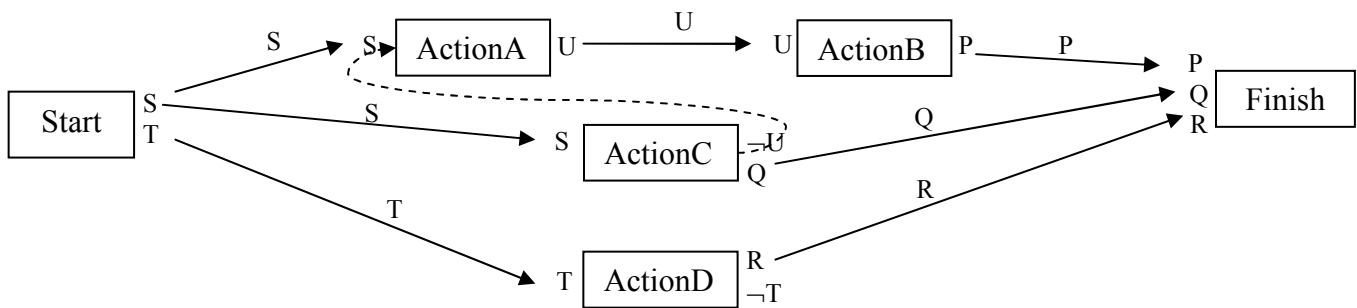 S S ActionA U U U ActionB P P P
Start S S Q Finish
T S ActionC ¬U Q R
T Q R
T ActionD R
¬T